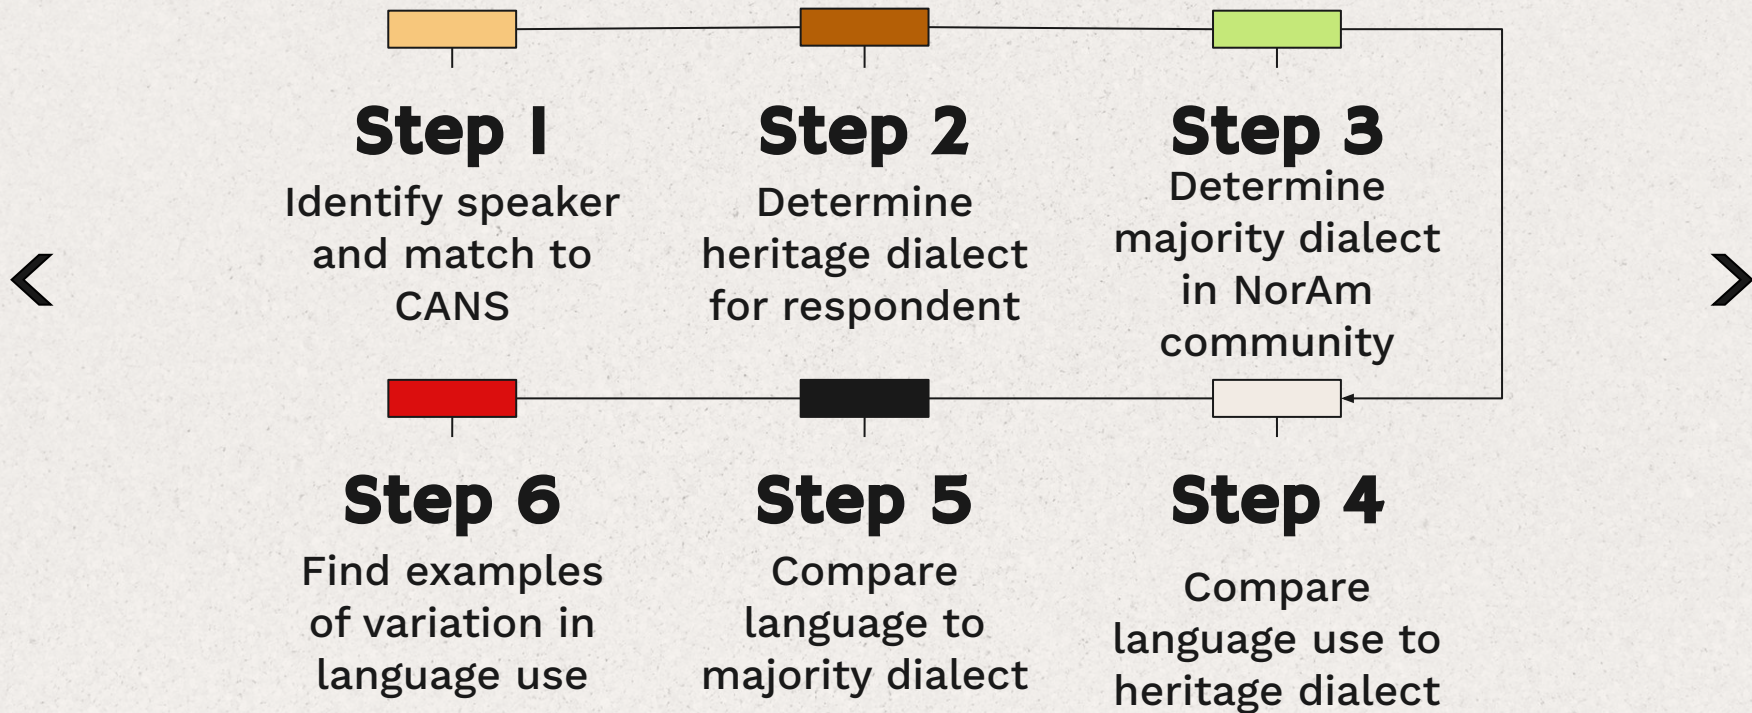 Step 1
Identify speaker
and match to
CANS
Step 2
Determine
heritage dialect
for respondent
Step 3
Determine
majority dialect
in NorAm
community
Step 4
Compare
language use to
heritage dialect
Step 5
Compare
language to
majority dialect
Step 6
Find examples
of variation in
language use